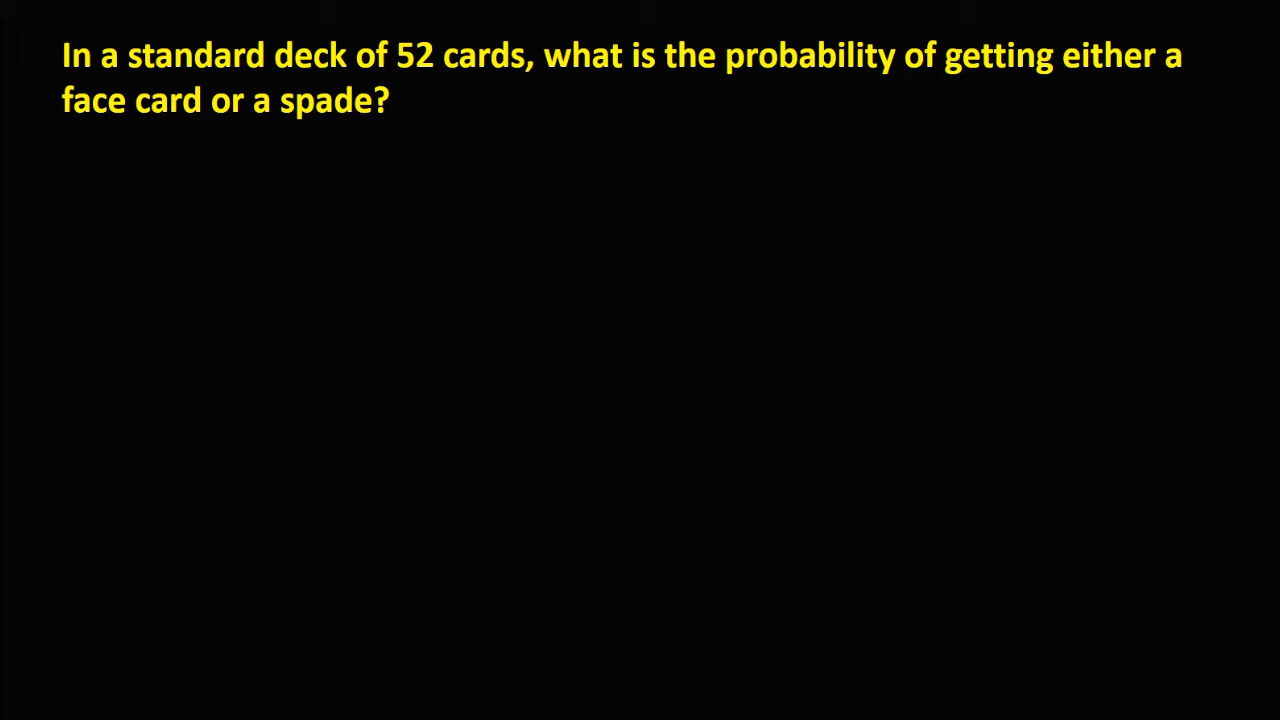 In a standard deck of 52 cards, what is the probability of getting either a
face card or a spade?